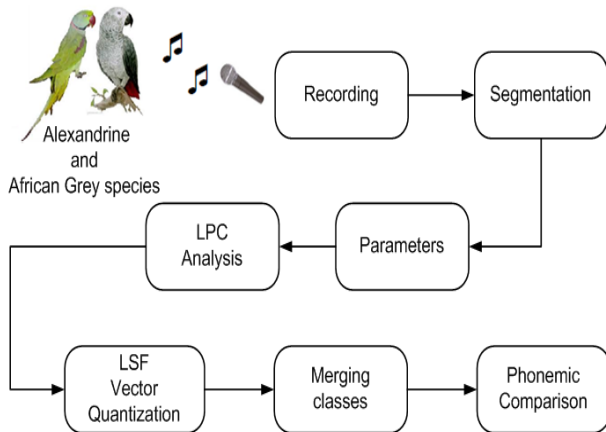 Alexandrine
and
African Grey species
Recording
Segmentation
Parameters
LPC
Analysis
LSF
Vector
Quantization
Merging
classes
Phonemic
Comparison